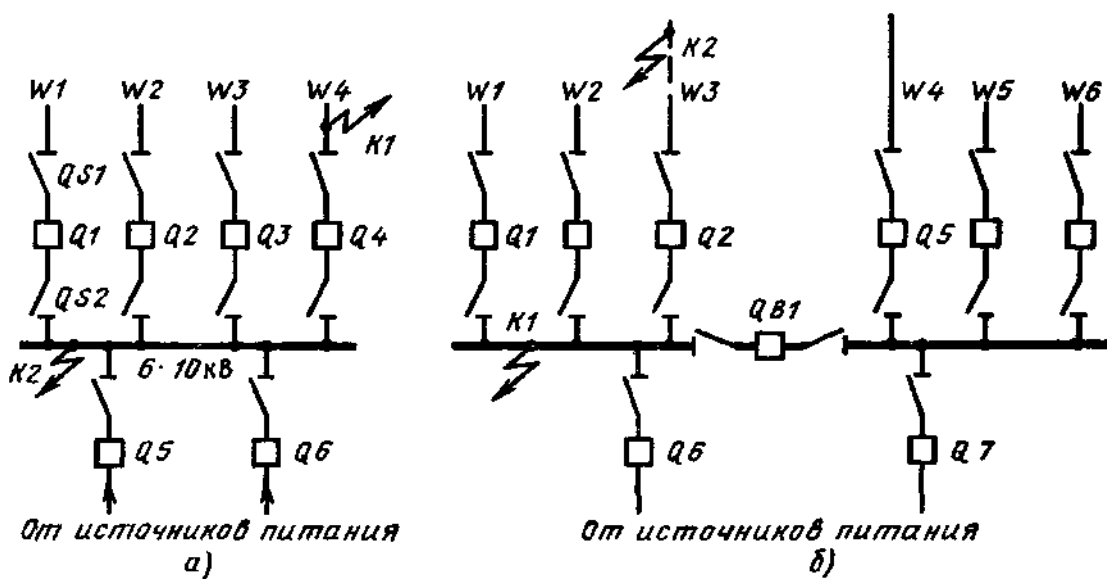 K2
W1 W2 W3 W4
K1
W1 W2 W3
W4 W5 W6
QS1
Q1 Q2 Q3 Q4
Q1 Q2
Q5
QS2
K1
QB1
K2
6·10кВ
Q5 Q6
Q6
Q7
От источников питания
От источников питания
а)
б)